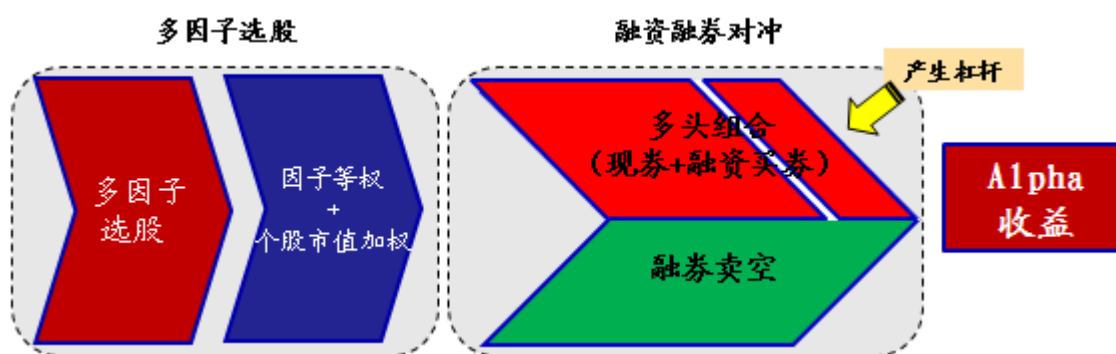 多因子选股
融资融券对冲
产生杠杆
多因子
选股
因子等权
+
个股市值加权
多头组合
（现券+融资买券）
融券卖空
Alpha
收益